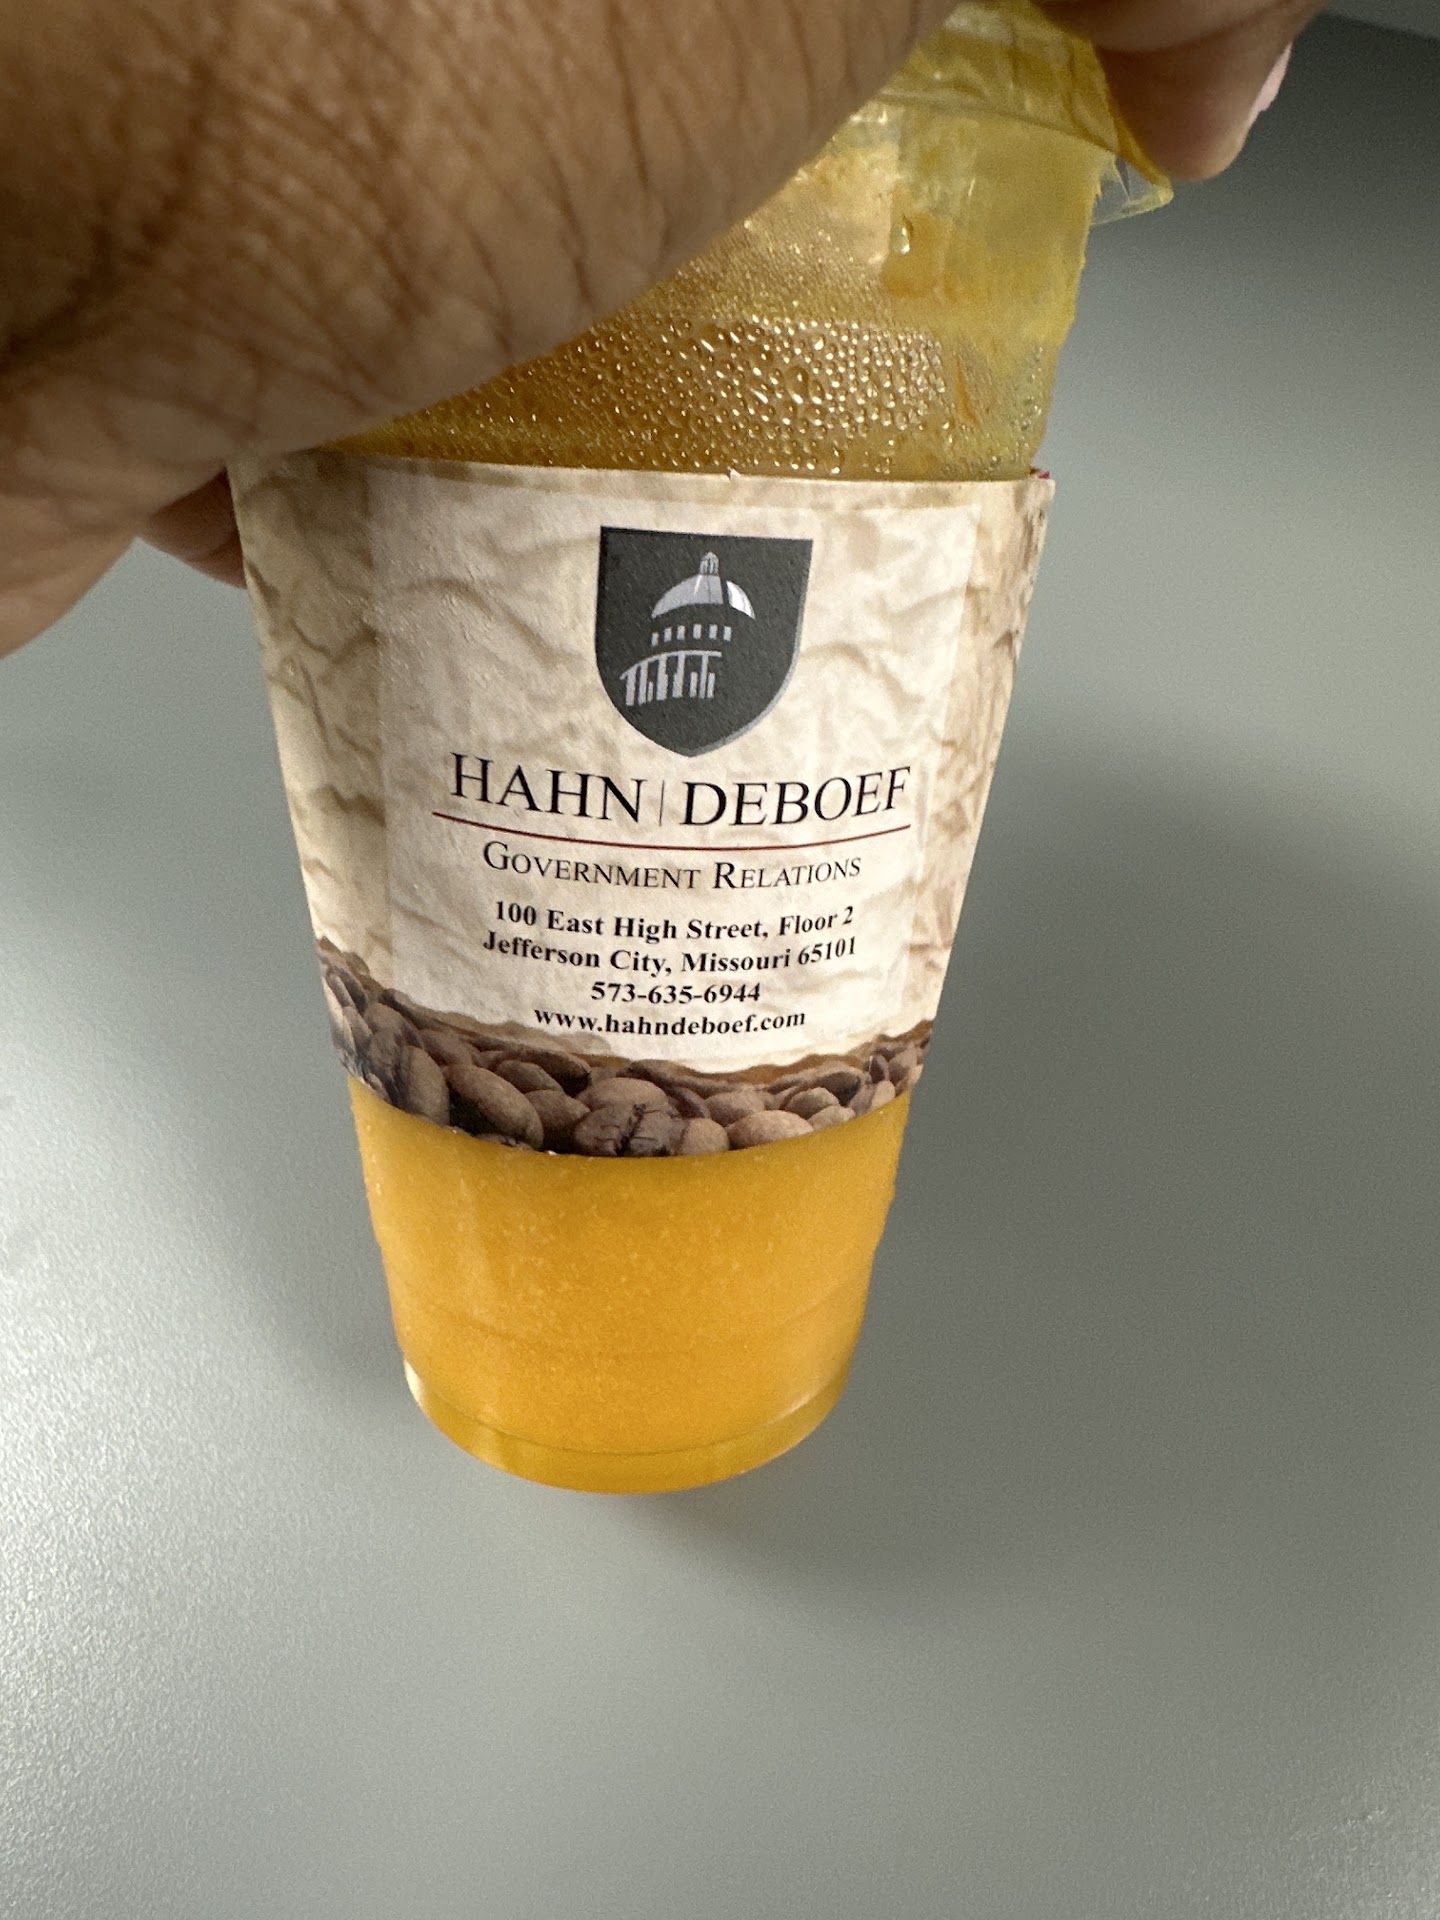 HAHN | DEBOEF
GOVERNMENT RELATIONS
100 East High Street, Floor 2
Jefferson City, Missouri 65101
573-635-6944
www.hahndeboef.com